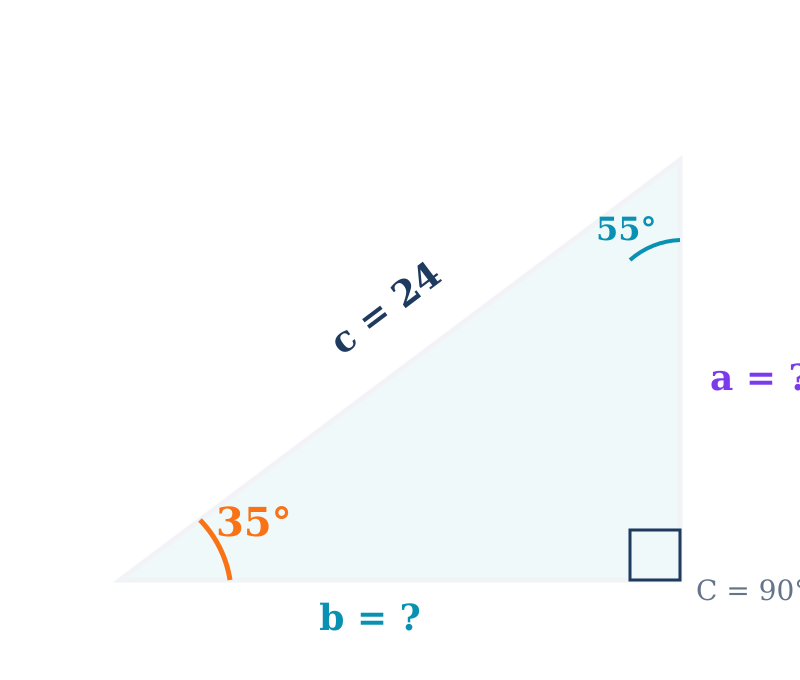 55°
c = 24
a = ?
35°
C = 90°
b = ?